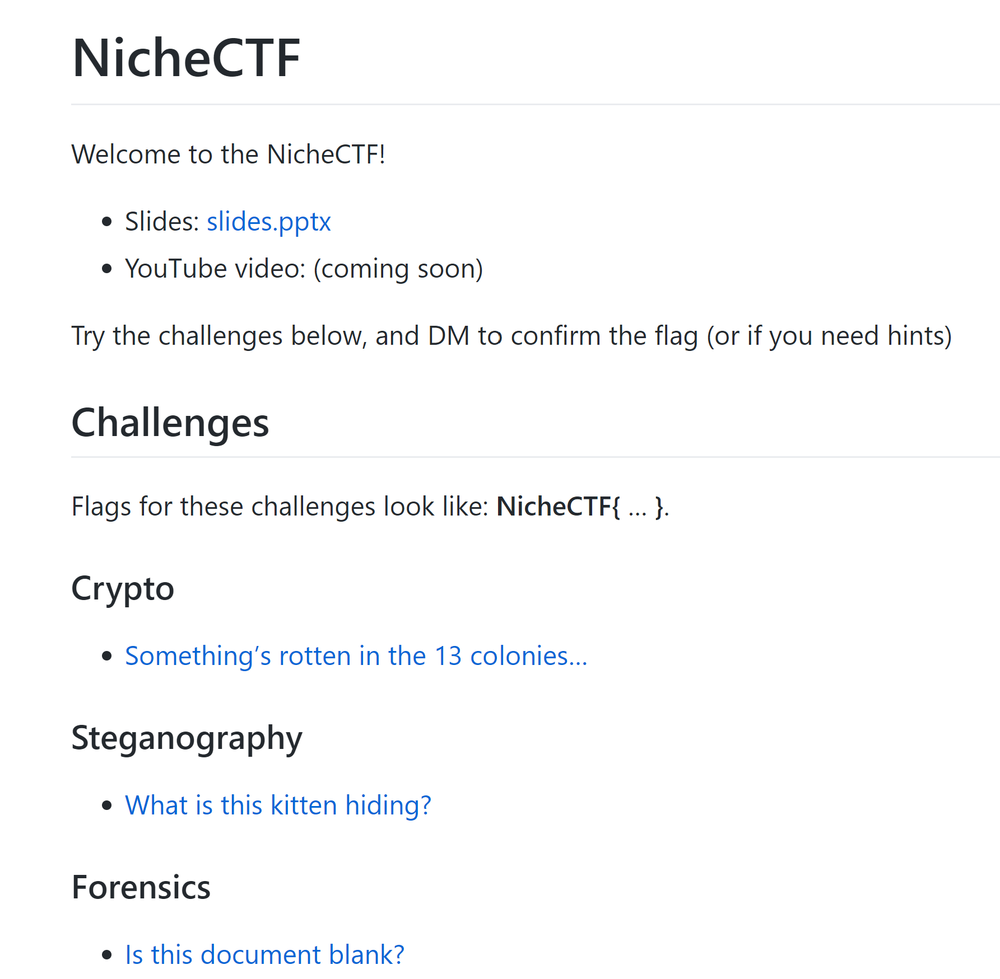 NicheCTF
Welcome to the NicheCTF!
• Slides: slides.pptx
• YouTube video: (coming soon)
Try the challenges below, and DM to confirm the flag (or if you need hints)
Challenges
Flags for these challenges look like: NicheCTF{ … }.
Crypto
• Something’s rotten in the 13 colonies…
Steganography
• What is this kitten hiding?
Forensics
• Is this document blank?